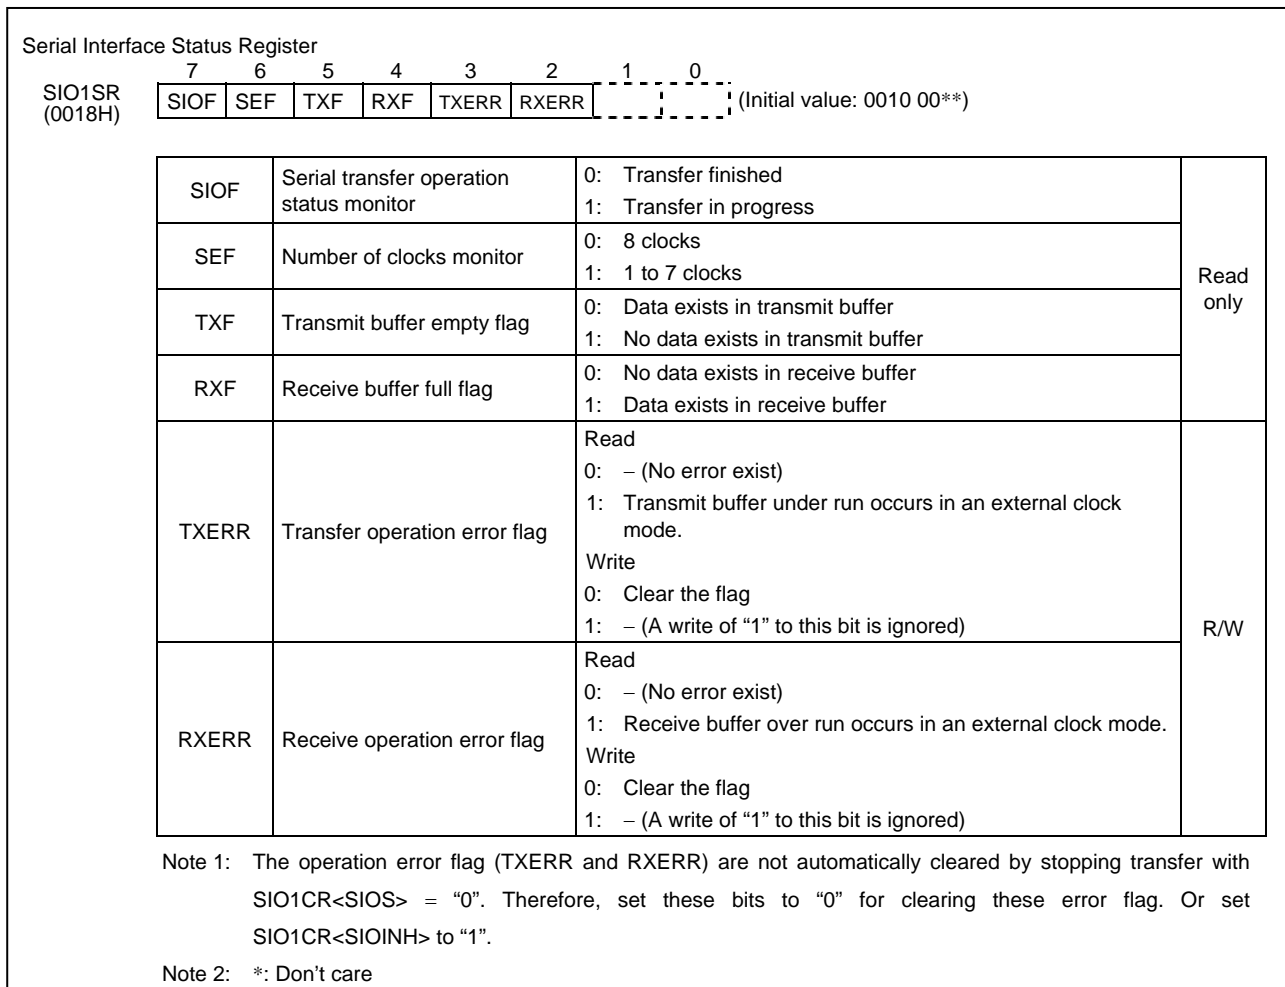 Serial Interface Status Register
7 6 5 4 3 2 1 0
SIO1SR (0018H) SIOF SEF TXF RXF TXERR RXERR (Initial value: 0010 00**)
SIOF
Serial transfer operation
status monitor
0: Transfer finished
1: Transfer in progress
SEF
Number of clocks monitor
0: 8 clocks
1: 1 to 7 clocks
TXF
Transmit buffer empty flag
0: Data exists in transmit buffer
1: No data exists in transmit buffer
RXF
Receive buffer full flag
0: No data exists in receive buffer
1: Data exists in receive buffer
Read
only
TXERR
Transfer operation error flag
Read
0: – (No error exist)
1: Transmit buffer under run occurs in an external clock
mode.
Write
0: Clear the flag
1: – (A write of “1” to this bit is ignored)
RXERR
Receive operation error flag
Read
0: – (No error exist)
1: Receive buffer over run occurs in an external clock mode.
Write
0: Clear the flag
1: – (A write of “1” to this bit is ignored)
R/W
Note 1: The operation error flag (TXERR and RXERR) are not automatically cleared by stopping transfer with
SIO1CR<SIOS> = “0”. Therefore, set these bits to “0” for clearing these error flag. Or set
SIO1CR<SIOINH> to “1”.
Note 2: *: Don’t care